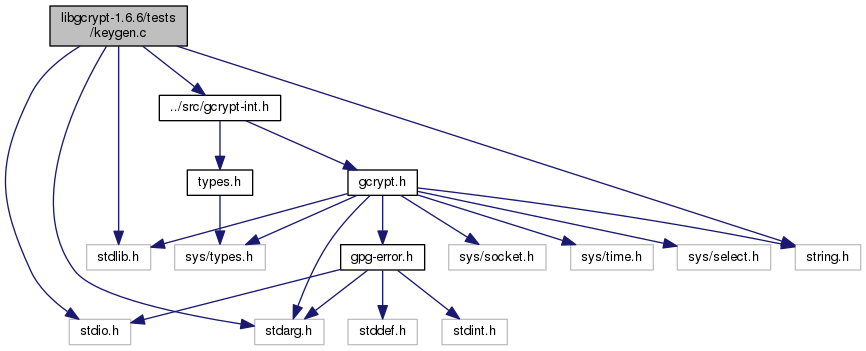 libgcrypt-1.6.6/tests
/keygen.c
../src/gcrypt-int.h
types.h
gcrypt.h
stdlib.h
sys/types.h
gpg-error.h
sys/socket.h
sys/time.h
sys/select.h
string.h
stdio.h
stdarg.h
stddef.h
stdint.h